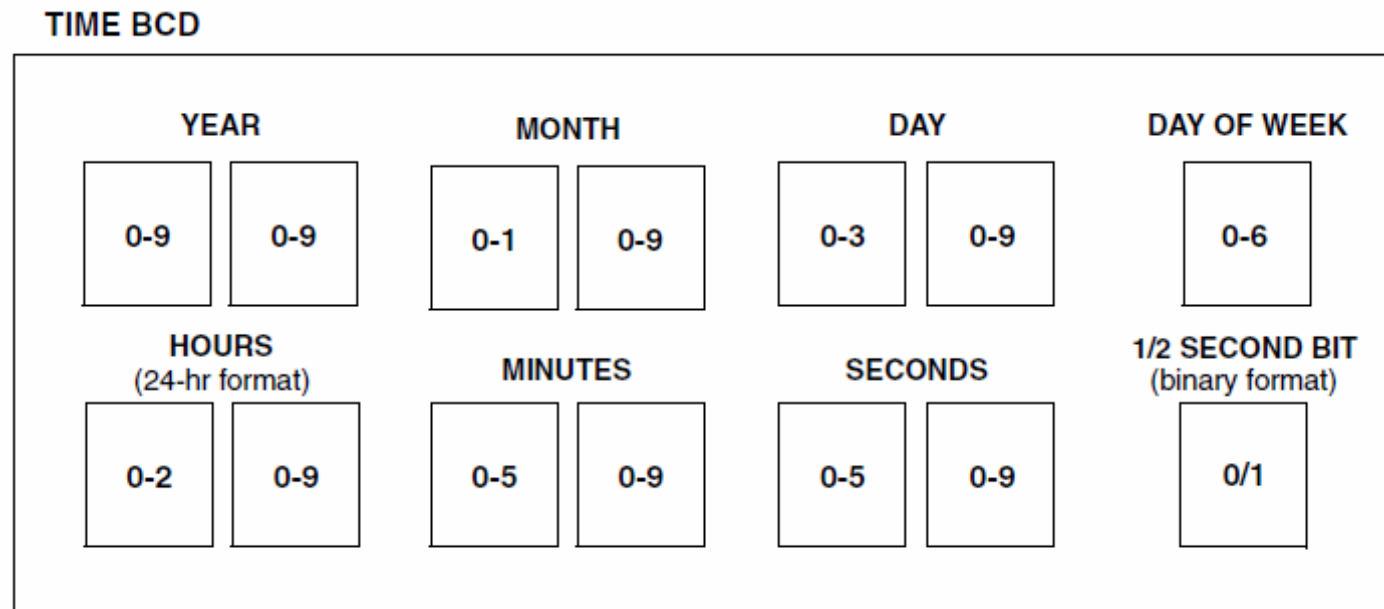 TIME BCD
YEAR MONTH DAY DAY OF WEEK
0-9 0-9 0-1 0-9 0-3 0-9 0-6
HOURS MINUTES SECONDS 1/2 SECOND BIT
(24-hr format) (binary format)
0-2 0-9 0-5 0-9 0-5 0-9 0/1